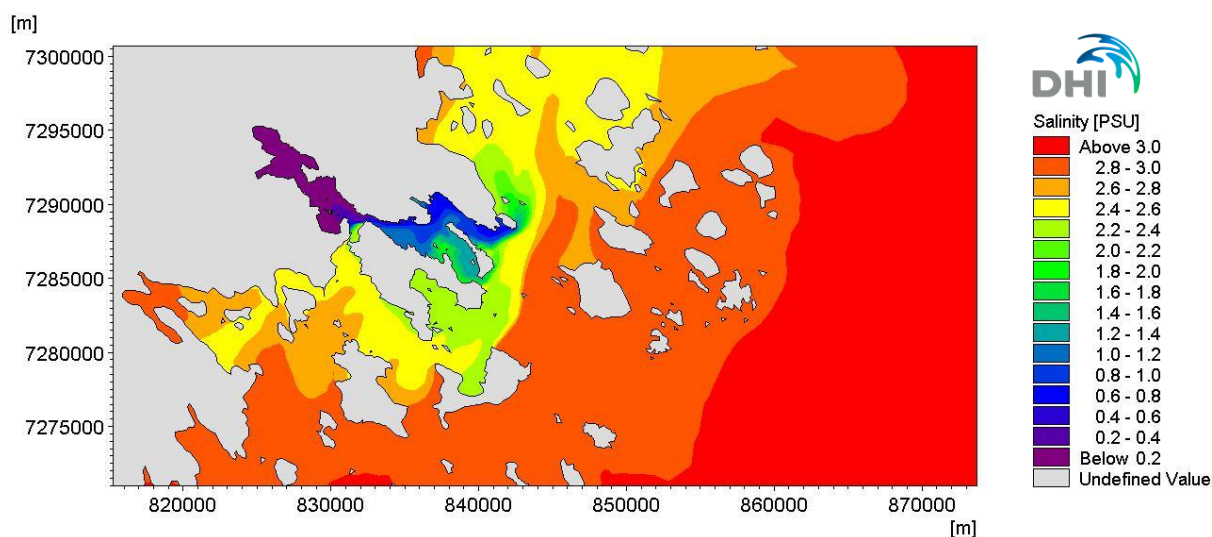 [m]
7300000
7295000
7290000
7285000
7280000
7275000
820000 830000 840000 850000 860000 870000
[m]
DHI
Salinity [PSU]
Above 3.0
2.8 - 3.0
2.6 - 2.8
2.4 - 2.6
2.2 - 2.4
2.0 - 2.2
1.8 - 2.0
1.6 - 1.8
1.4 - 1.6
1.2 - 1.4
1.0 - 1.2
0.8 - 1.0
0.6 - 0.8
0.4 - 0.6
0.2 - 0.4
Below 0.2
Undefined Value